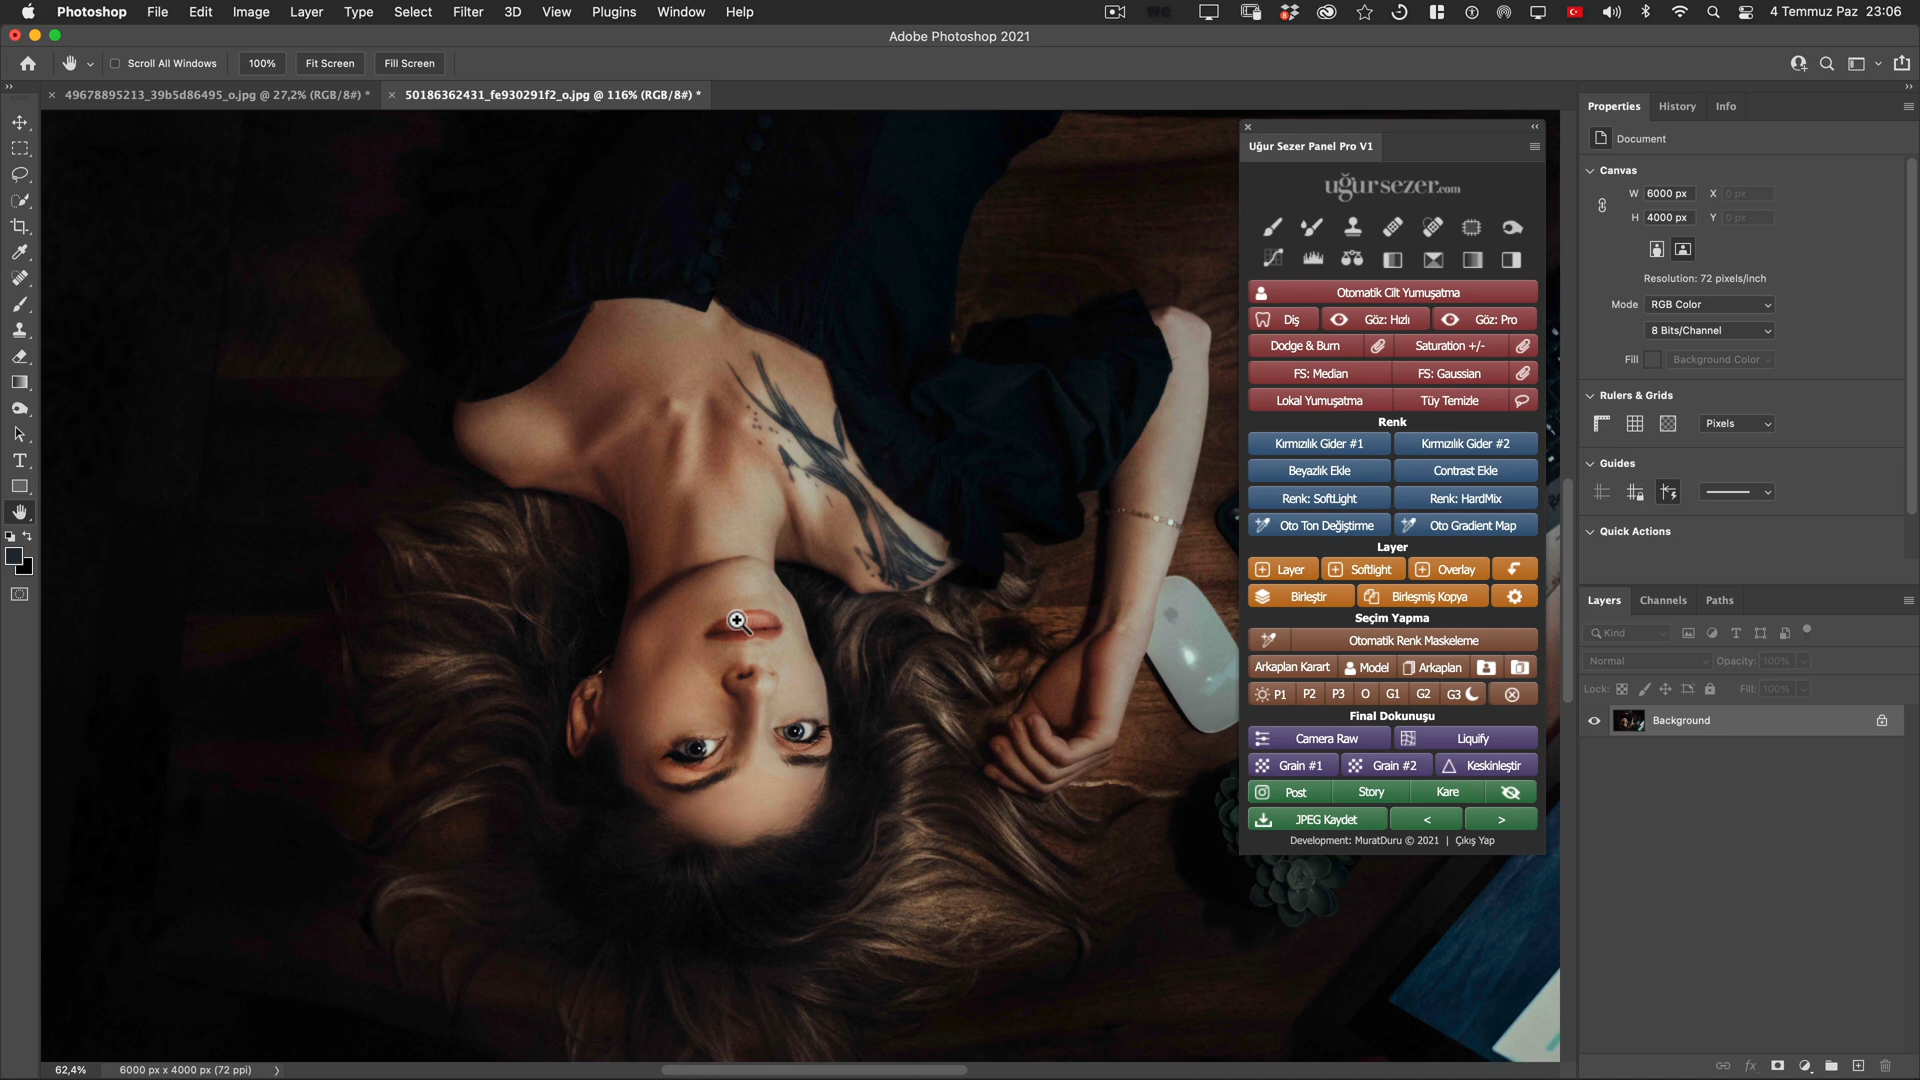 Photoshop File Edit Image Layer Type Select Filter 3D View Plugins Window Help 4 Temmuz Paz 23:06
Adobe Photoshop 2021
Scroll All Windows 100% Fit Screen Fill Screen
49678895213_39b5d86495_o.jpg @ 27,2% (RGB/8#) *
50186362431_fe930291f2_o.jpg @ 116% (RGB/8#) *
Uğur Sezer Panel Pro V1
uğursezer.com
Otomatik Cilt Yumuşatma
Diş Göz: Hızlı Göz: Pro
Dodge & Burn Saturation +/-
FS: Median FS: Gaussian
Lokal Yumuşatma Tüy Temizle
Renk
Kırmızılık Gider #1 Kırmızılık Gider #2
Beyazlık Ekle Contrast Ekle
Renk: SoftLight Renk: HardMix
Oto Ton Değiştirme Oto Gradient Map
Layer
Layer Softlight Overlay
Birleştir Birleşmiş Kopya
Seçim Yapma
Otomatik Renk Maskeleme
Arkaplan Karart Model Arkaplan
P1 P2 P3 O G1 G2 G3
Final Dokunuşu
Camera Raw Liquify
Grain #1 Grain #2 Keskinleştir
Post Story Kare
JPEG Kaydet < >
Development: MuratDuru © 2021 | Çıkış Yap
Properties History Info
Document
Canvas
W 6000 px X 0 px
H 4000 px Y 0 px
Resolution: 72 pixels/inch
Mode RGB Color
8 Bits/Channel
Fill Background Color
Rulers & Grids
Pixels
Guides
Quick Actions
Layers Channels Paths
Kind
Normal Opacity: 100%
Lock: Fill: 100%
Background
62,4% 6000 px x 4000 px (72 ppi)